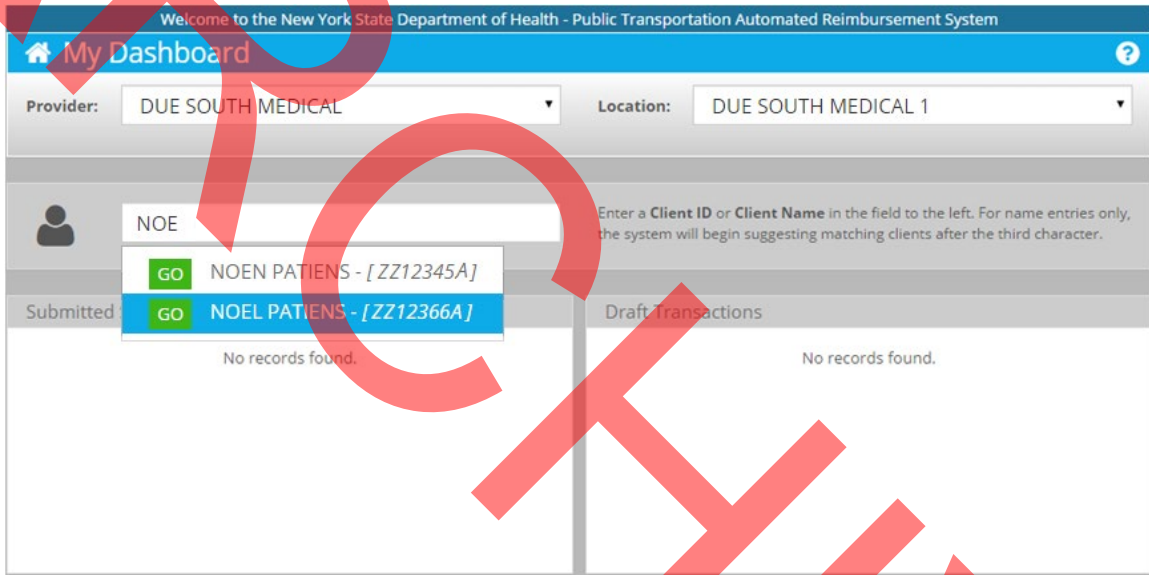 Welcome to the New York State Department of Health - Public Transportation Automated Reimbursement System
My Dashboard
?
Provider: DUE SOUTH MEDICAL Location: DUE SOUTH MEDICAL 1
NOE
Enter a Client ID or Client Name in the field to the left. For name entries only,
the system will begin suggesting matching clients after the third character.
GO NOEN PATIENS - [ ZZ12345A ]
GO NOEL PATIENS - [ ZZ12366A ]
Submitted
Draft Transactions
No records found.
No records found.